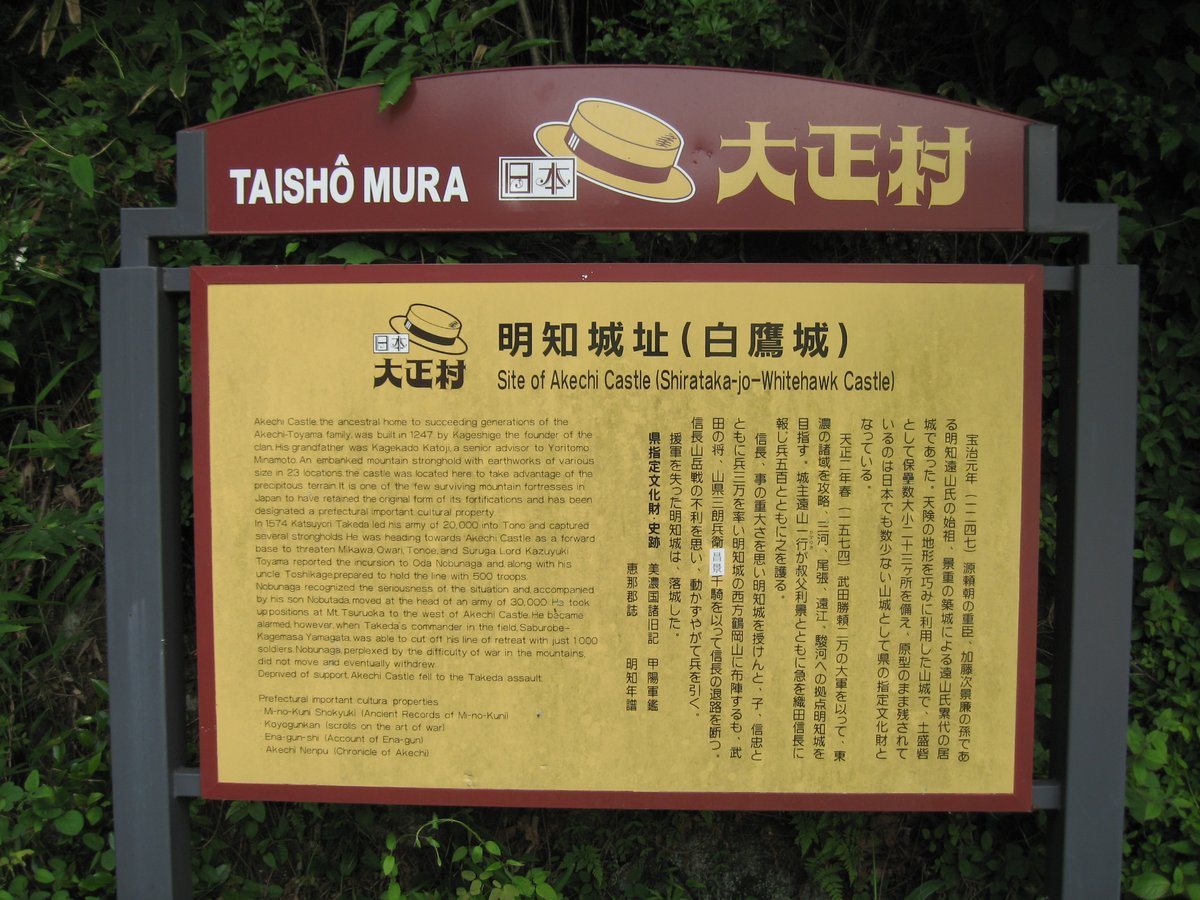 TAISHÔ MURA
日本
大正村
日本
大正村
明知城址(白鷹城)
Site of Akechi Castle (Shirataka-jo-Whitehawk Castle)
Akechi Castle, the ancestral home to succeeding generations of the
Akechi-Toyama family, was built in 1247 by Kageshige the founder of the
clan. His grandfather was Kagekado Katoji, a senior advisor to Yoritomo
Minamoto. An embanked mountain stronghold with earthworks of various
size in 23 locations, the castle was located here to take advantage of the
precipitous terrain. It is one of the few surviving mountain fortresses in
Japan to have retained the original form of its fortifications and has been
designated a prefectural important cultural property.
In 1574 Katsuyori Takeda led his army of 20,000 into Tono and captured
several strongholds. He was heading towards Akechi Castle as a forward
base to threaten Mikawa, Owari, Tonoe, and Suruga. Lord Kazuyuki
Toyama reported the incursion to Oda Nobunaga and, along with his
uncle Toshikage, prepared to hold the line with 500 troops.
Nobunaga recognized the seriousness of the situation and, accompanied
by his son Nobutada, moved at the head of an army of 30,000. He took
up positions at Mt. Tsuruoka to the west of Akechi Castle. He became
alarmed, however, when Takeda's commander in the field, Saburobe-
Kagemasa Yamagata, was able to cut off his line of retreat with just 1000
soldiers. Nobunaga, perplexed by the difficulty of war in the mountains,
did not move and eventually withdrew.
Deprived of support, Akechi Castle fell to the Takeda assault.
Prefectural important cultura properties
Mi-no-Kuni Shokyuki (Ancient Records of Mi-no-Kuni)
Koyogunkan (scrolls on the art of war)
Ena-gun-shi (Account of Ena-gun)
Akechi Nenpu (Chronicle of Akechi)
宝治元年(一二四七)源頼朝の重臣、加藤次景廉の孫であ
る明知遠山氏の始祖、景重の築城による遠山氏累代の居
城であった。天険の地形を巧みに利用した山城で、土盛砦
として保塁数大小二十三ヶ所を備え、原型のまま残されて
いるのは日本でも数少ない山城として県の指定文化財と
なっている。
天正二年春(一五七四)武田勝頼二万の大軍を以って、東
濃の諸域を攻略、三河、尾張、遠江、駿河への拠点明知城を
目指す。城主遠山一行が叔父利景とともに急を織田信長に
報し兵五百とともに之を護る。
信長、事の重大さを思い明知城を授けんと、子、信忠と
ともに兵三万を率い明知城の西方鶴岡山に布陣するも、武
田の将、山県三朗兵衛昌景千騎を以って信長の退路を断つ。
信長山岳戦の不利を思い、動かずやがて兵を引く。
援軍を失った明知城は、落城した。
県指定文化財 史跡 美濃国諸旧記 甲陽軍鑑
恵那郡誌 明知年譜